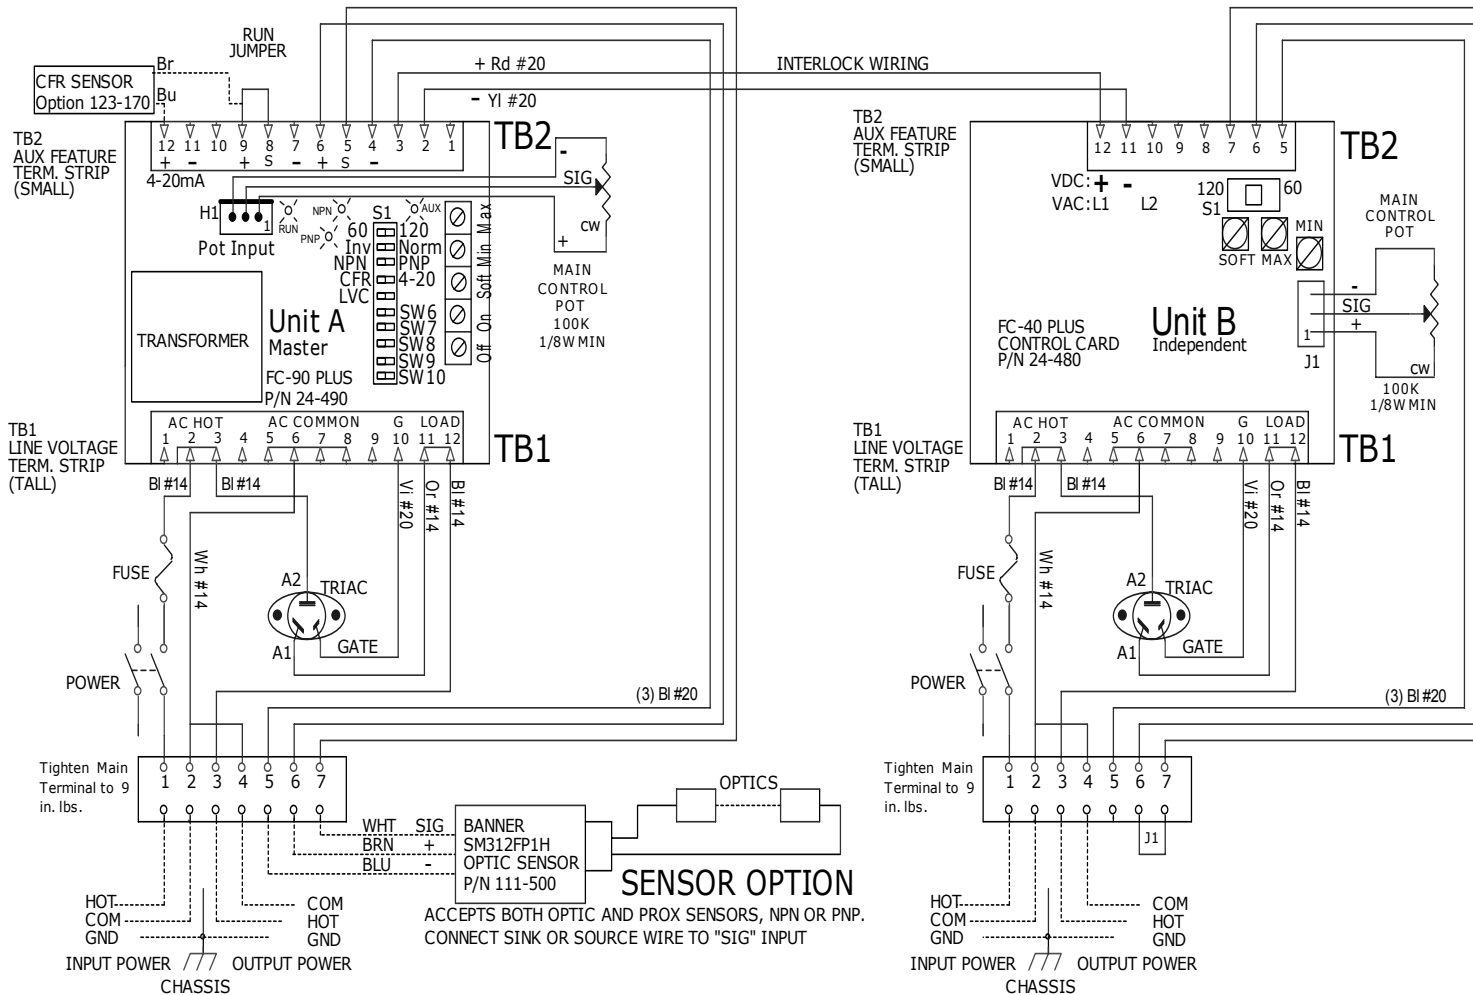 RUN
JUMPER
Br
CFR SENSOR
Option 123-170
Bu
+ Rd #20
INTERLOCK WIRING
- Yl #20
TB2
AUX FEATURE
TERM. STRIP
(SMALL)
12 11 10 9 8 7 6 5 4 3 2 1
+ - + S - + S -
TB2
4-20mA
H1
1
Pot Input
RUN
NPN
PNP
AUX
S1
60 120
Inv Norm
NPN PNP
CFR 4-20
LVC
SW6
SW7
SW8
SW9
SW10
Max
Min
Soft
On
Off
-
SIG
CW
+
MAIN
CONTROL
POT
100K
1/8W MIN
TRANSFORMER
Unit A
Master
FC-90 PLUS
P/N 24-490
TB1
LINE VOLTAGE
TERM. STRIP
(TALL)
AC HOT AC COMMON G LOAD
1 2 3 4 5 6 7 8 9 10 11 12
TB1
Bl #14
Bl #14
Vi #20
Or #14
Bl #14
Wh #14
FUSE
A2
TRIAC
GATE
A1
POWER
(3) Bl #20
Tighten Main
Terminal to 9
in. lbs.
1 2 3 4 5 6 7
WHT SIG
BRN +
BLU -
BANNER
SM312FP1H
OPTIC SENSOR
P/N 111-500
OPTICS
SENSOR OPTION
ACCEPTS BOTH OPTIC AND PROX SENSORS, NPN OR PNP.
CONNECT SINK OR SOURCE WIRE TO "SIG" INPUT
HOT
COM
GND
COM
HOT
GND
INPUT POWER
OUTPUT POWER
CHASSIS
TB2
AUX FEATURE
TERM. STRIP
(SMALL)
12 11 10 9 8 7 6 5
TB2
VDC: + -
VAC: L1 L2
120 60
S1
SOFT MAX
MIN
MAIN
CONTROL
POT
-
SIG
+
1
J1
CW
100K
1/8W MIN
FC-40 PLUS
CONTROL CARD
P/N 24-480
Unit B
Independent
TB1
LINE VOLTAGE
TERM. STRIP
(TALL)
AC HOT AC COMMON G LOAD
1 2 3 4 5 6 7 8 9 10 11 12
TB1
Bl #14
Bl #14
Vi #20
Or #14
Bl #14
Wh #14
FUSE
A2
TRIAC
GATE
A1
POWER
(3) Bl #20
Tighten Main
Terminal to 9
in. lbs.
1 2 3 4 5 6 7
J1
HOT
COM
GND
COM
HOT
GND
INPUT POWER
OUTPUT POWER
CHASSIS